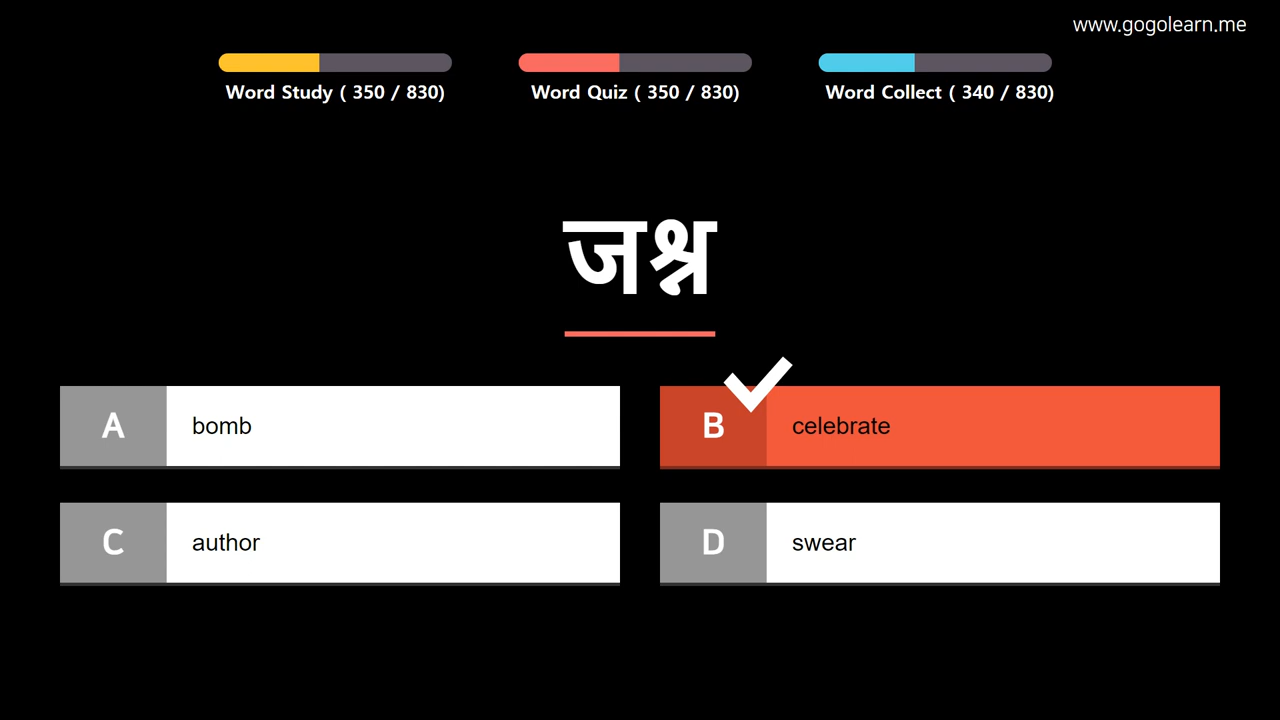 www.gogolearn.me
Word Study ( 350 / 830)
Word Quiz ( 350 / 830)
Word Collect ( 340 / 830)
जश्न
A bomb
B celebrate
C author
D swear